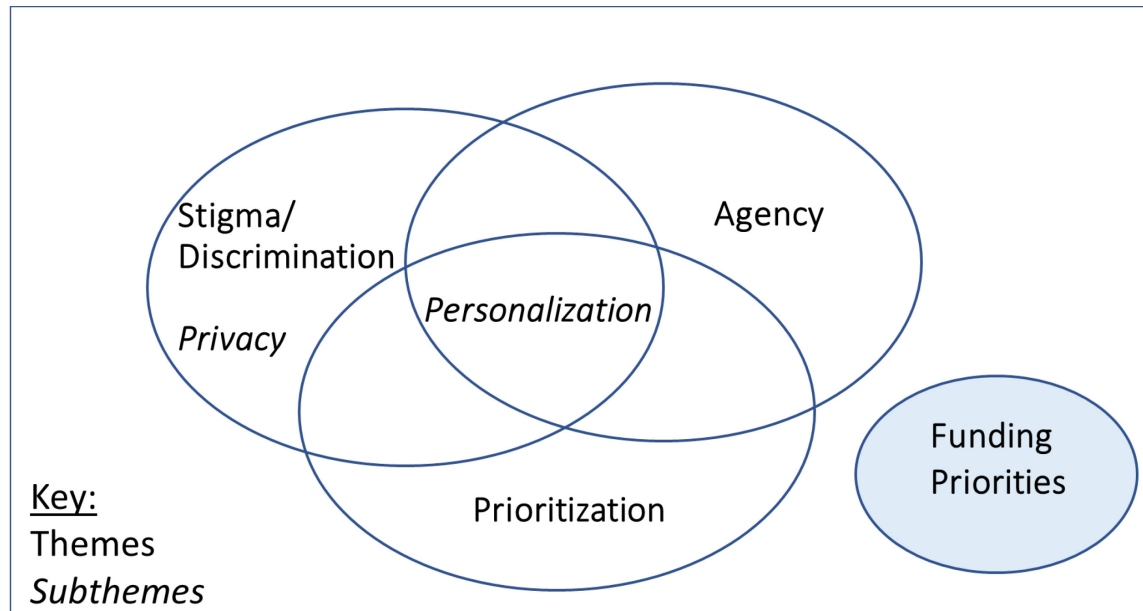 Stigma/
Discrimination
Privacy
Agency
Personalization
Prioritization
Funding
Priorities
Key:
Themes
Subthemes